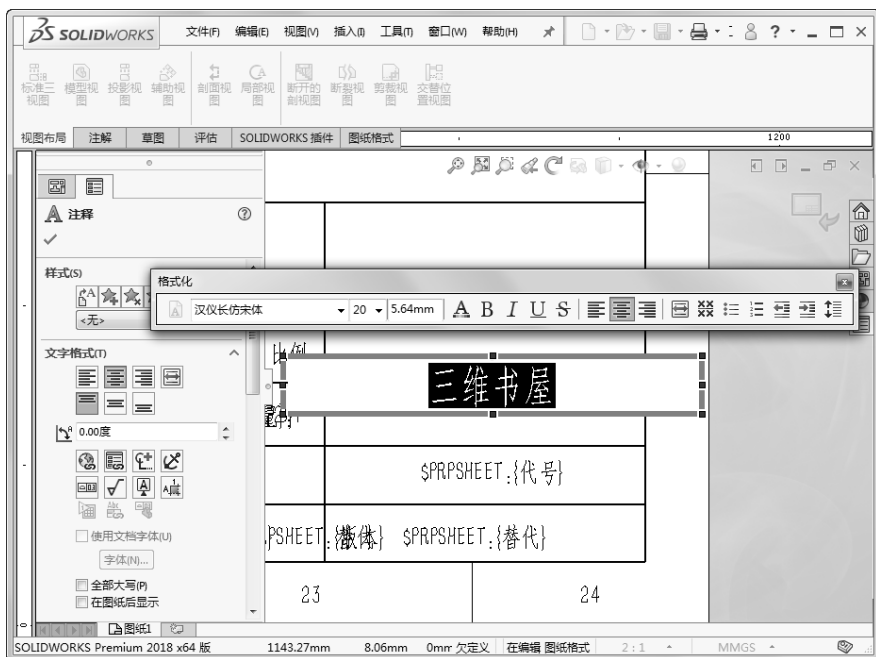 SOLIDWORKS 文件(F) 编辑(E) 视图(V) 插入(I) 工具(T) 窗口(W) 帮助(H)
标准三视图 模型视图 投影视图 辅助视图 剖面视图 局部视图 断开的剖视图 断裂视图 剪裁视图 交替位置视图
视图布局 注解 草图 评估 SOLIDWORKS 插件 图纸格式 1200
注释
样式(S)
格式化
汉仪长仿宋体 20 5.64mm A B I U S
<无>
文字格式(T)
比例
三维书屋
0.00度
$PRPSHEET:{代号}
使用文档字体(U)
PSHEET:{版本} $PRPSHEET:{替代}
字体(N)...
全部大写(P)
在图纸后显示
23 24
图纸1
SOLIDWORKS Premium 2018 x64 版 1143.27mm 8.06mm 0mm 欠定义 在编辑 图纸格式 2:1 MMGS